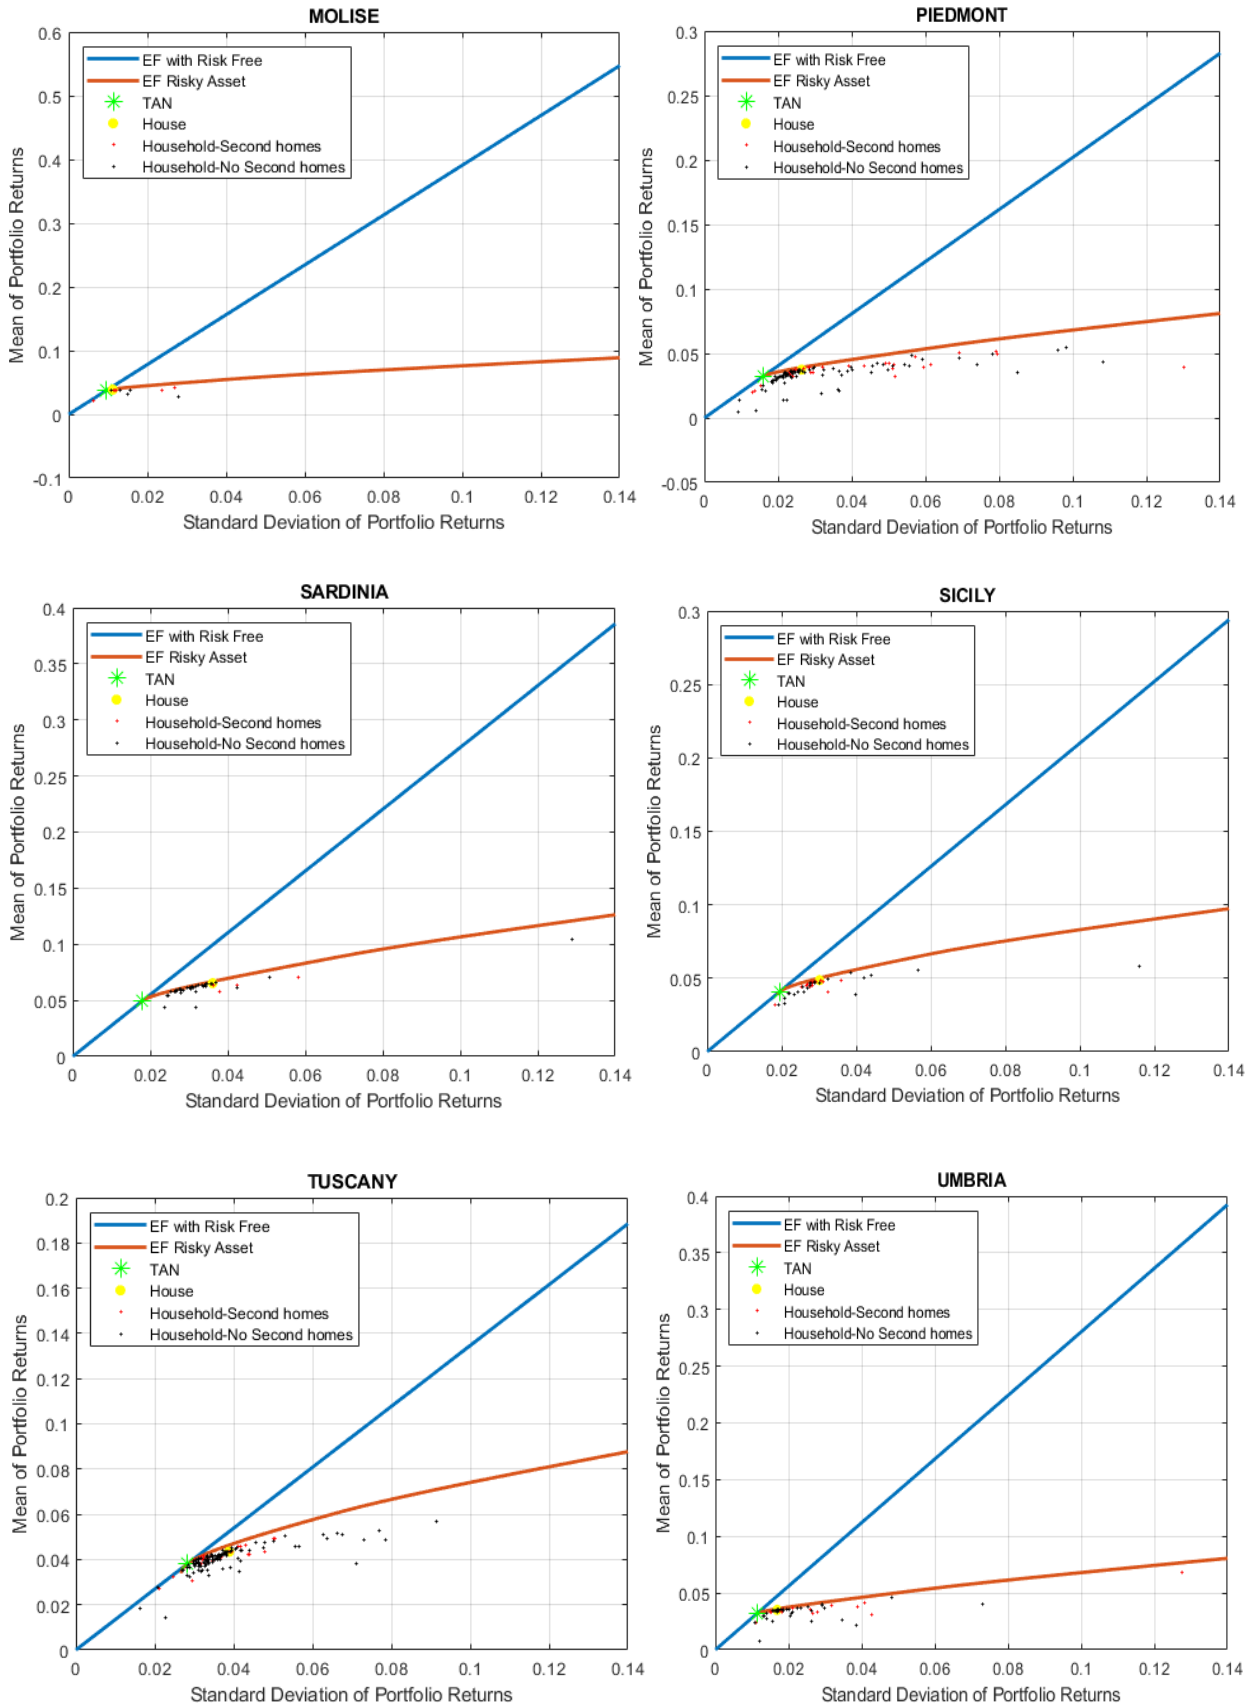 MOLISE
0.6
0.5
0.4
0.3
0.2
0.1
0
-0.1
Mean of Portfolio Returns
EF with Risk Free
EF Risky Asset
TAN
House
Household-Second homes
Household-No Second homes
0 0.02 0.04 0.06 0.08 0.1 0.12 0.14
Standard Deviation of Portfolio Returns
PIEDMONT
0.3
0.25
0.2
0.15
0.1
0.05
0
-0.05
Mean of Portfolio Returns
EF with Risk Free
EF Risky Asset
TAN
House
Household-Second homes
Household-No Second homes
0 0.02 0.04 0.06 0.08 0.1 0.12 0.14
Standard Deviation of Portfolio Returns
SARDINIA
0.4
0.35
0.3
0.25
0.2
0.15
0.1
0.05
0
Mean of Portfolio Returns
EF with Risk Free
EF Risky Asset
TAN
House
Household-Second homes
Household-No Second homes
0 0.02 0.04 0.06 0.08 0.1 0.12 0.14
Standard Deviation of Portfolio Returns
SICILY
0.3
0.25
0.2
0.15
0.1
0.05
0
Mean of Portfolio Returns
EF with Risk Free
EF Risky Asset
TAN
House
Household-Second homes
Household-No Second homes
0 0.02 0.04 0.06 0.08 0.1 0.12 0.14
Standard Deviation of Portfolio Returns
TUSCANY
0.2
0.18
0.16
0.14
0.12
0.1
0.08
0.06
0.04
0.02
0
Mean of Portfolio Returns
EF with Risk Free
EF Risky Asset
TAN
House
Household-Second homes
Household-No Second homes
0 0.02 0.04 0.06 0.08 0.1 0.12 0.14
Standard Deviation of Portfolio Returns
UMBRIA
0.4
0.35
0.3
0.25
0.2
0.15
0.1
0.05
0
Mean of Portfolio Returns
EF with Risk Free
EF Risky Asset
TAN
House
Household-Second homes
Household-No Second homes
0 0.02 0.04 0.06 0.08 0.1 0.12 0.14
Standard Deviation of Portfolio Returns